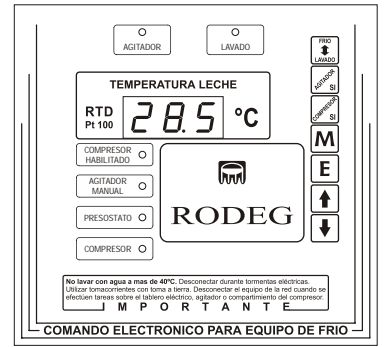 AGITADOR
LAVADO
FRIO
LAVADO
AGITADOR
SI
COMPRESOR
SI
M
E
TEMPERATURA LECHE
RTD
Pt 100
28.5 ºC
COMPRESOR
HABILITADO
AGITADOR
MANUAL
PRESOSTATO
COMPRESOR
RODEG
No lavar con agua a mas de 40ºC. Desconectar durante tormentas eléctricas.
Utilizar tomacorrientes con toma a tierra. Desconectar el equipo de la red cuando se
efectúen tareas sobre el tablero eléctrico, agitador o compartimiento del compresor.
I M P O R T A N T E
COMANDO ELECTRONICO PARA EQUIPO DE FRIO